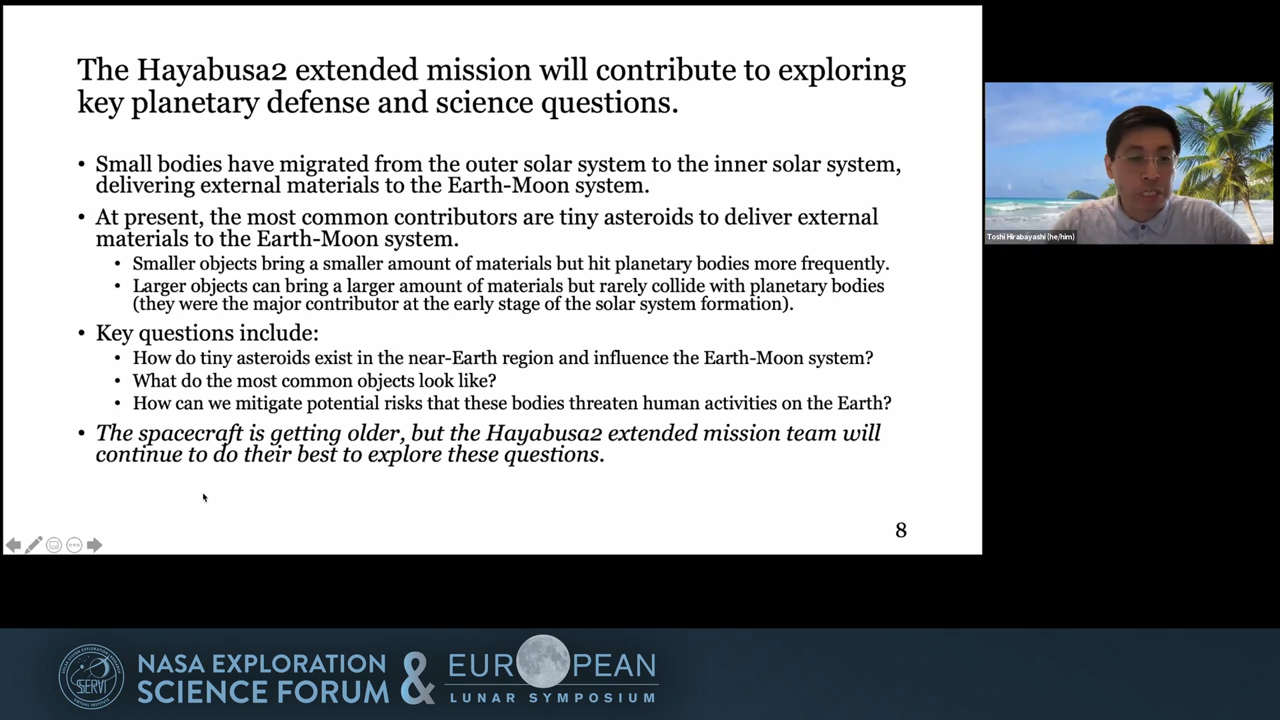 The Hayabusa2 extended mission will contribute to exploring
key planetary defense and science questions.
• Small bodies have migrated from the outer solar system to the inner solar system,
delivering external materials to the Earth-Moon system.
• At present, the most common contributors are tiny asteroids to deliver external
materials to the Earth-Moon system.
• Smaller objects bring a smaller amount of materials but hit planetary bodies more frequently.
• Larger objects can bring a larger amount of materials but rarely collide with planetary bodies
(they were the major contributor at the early stage of the solar system formation).
• Key questions include:
• How do tiny asteroids exist in the near-Earth region and influence the Earth-Moon system?
• What do the most common objects look like?
• How can we mitigate potential risks that these bodies threaten human activities on the Earth?
• The spacecraft is getting older, but the Hayabusa2 extended mission team will
continue to do their best to explore these questions.
8
Toshi Hirabayashi (he/him)
SSERVI
NASA EXPLORATION
SCIENCE FORUM
&
EUROPEAN
LUNAR SYMPOSIUM